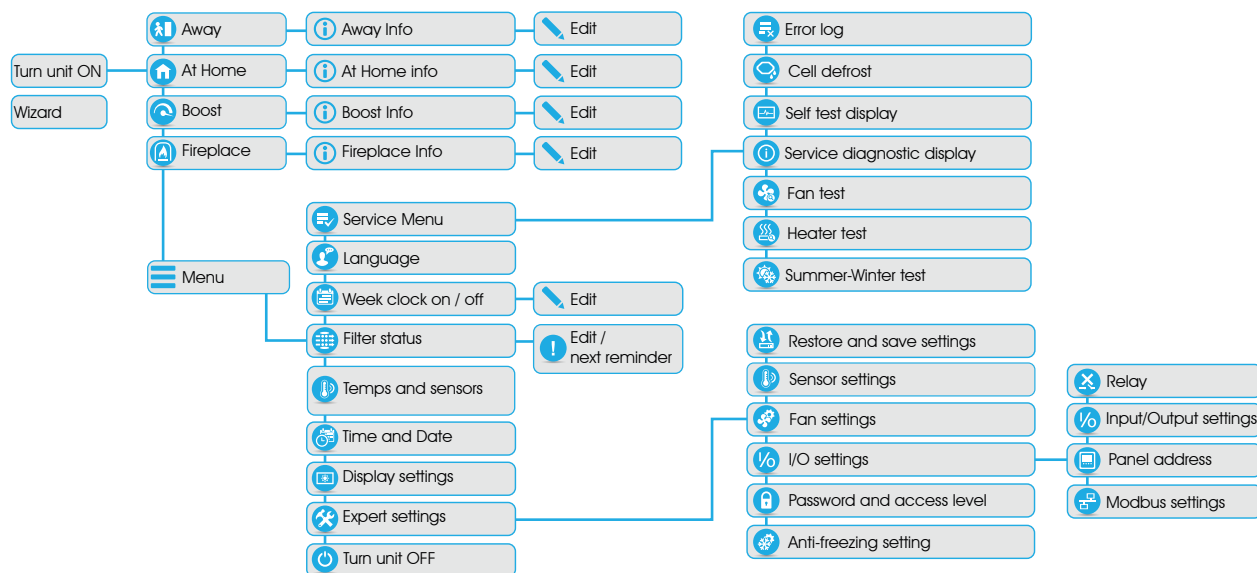 Turn unit ON
Wizard
Away
Away Info
Edit
At Home
At Home info
Edit
Boost
Boost Info
Edit
Fireplace
Fireplace Info
Edit
Menu
Service Menu
Language
Week clock on / off
Edit
Filter status
Edit /
next reminder
Temps and sensors
Time and Date
Display settings
Expert settings
Turn unit OFF
Error log
Cell defrost
Self test display
Service diagnostic display
Fan test
Heater test
Summer-Winter test
Restore and save settings
Sensor settings
Fan settings
I/O settings
Password and access level
Anti-freezing setting
Relay
Input/Output settings
Panel address
Modbus settings